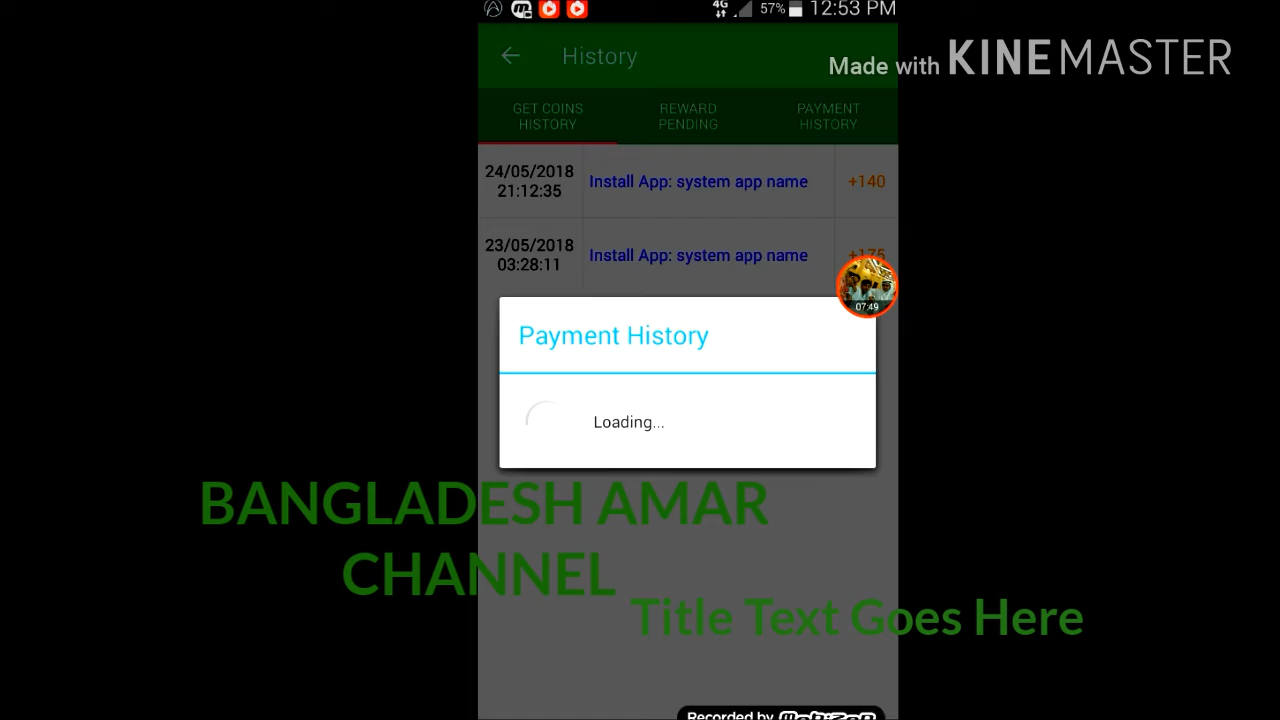 4G 57% 12:53 PM
History
Made with KINEMASTER
GET COINS
HISTORY
REWARD
PENDING
PAYMENT
HISTORY
24/05/2018
21:12:35
Install App: system app name
+140
23/05/2018
03:28:11
Install App: system app name
+175
07:49
Payment History
Loading...
BANGLADESH AMAR
CHANNEL
Title Text Goes Here
Recorded by mobizen